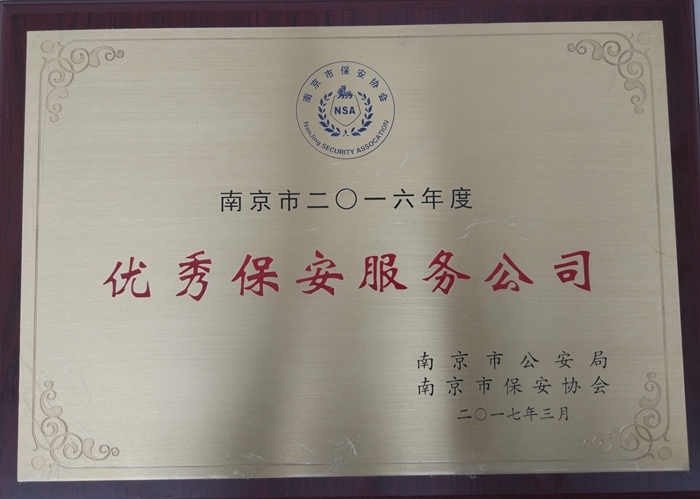 南京市保安协会
NSA
NanJing SECURITY ASSOCATION
南京市二〇一六年度
优秀保安服务公司
南京市公安局
南京市保安协会
二〇一七年三月